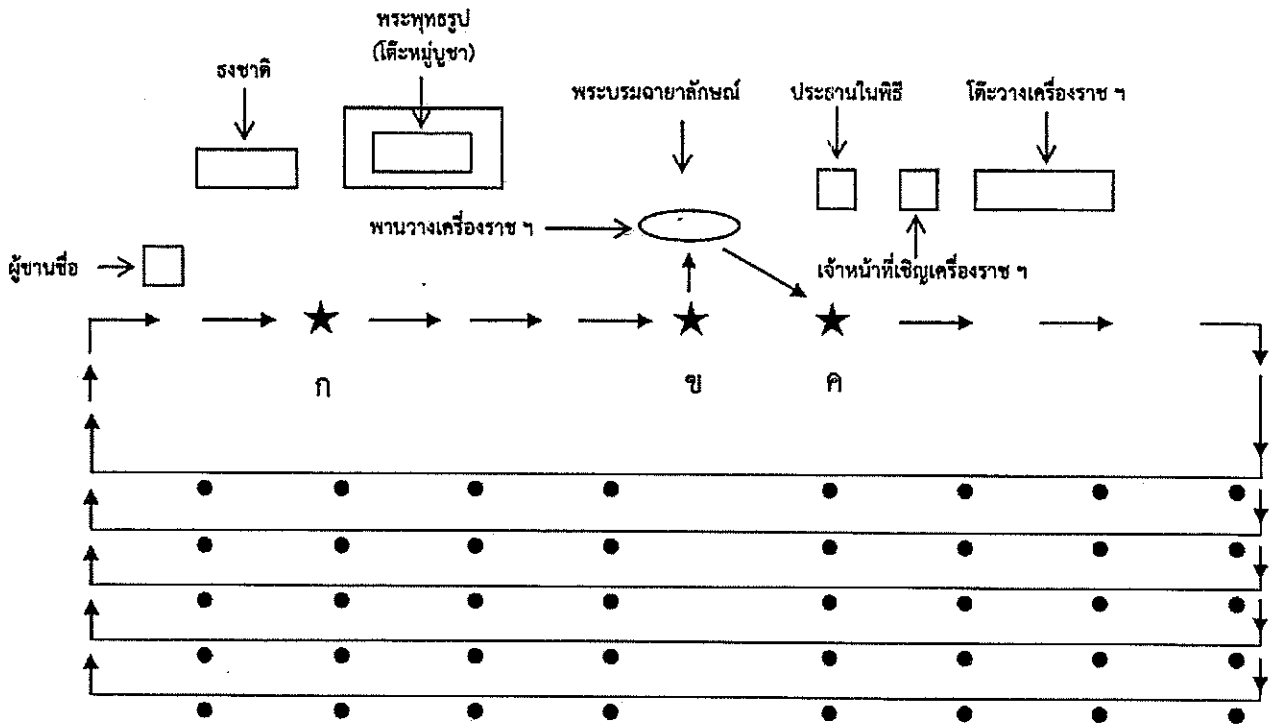 พระพุทธรูป
(โต๊ะหมู่บูชา)
ธงชาติ
พระบรมฉายาลักษณ์
ประธานในพิธี
โต๊ะวางเครื่องราช ฯ
พานวางเครื่องราช ฯ
ผู้ขานชื่อ
เจ้าหน้าที่เชิญเครื่องราช ฯ
ก
ข
ค